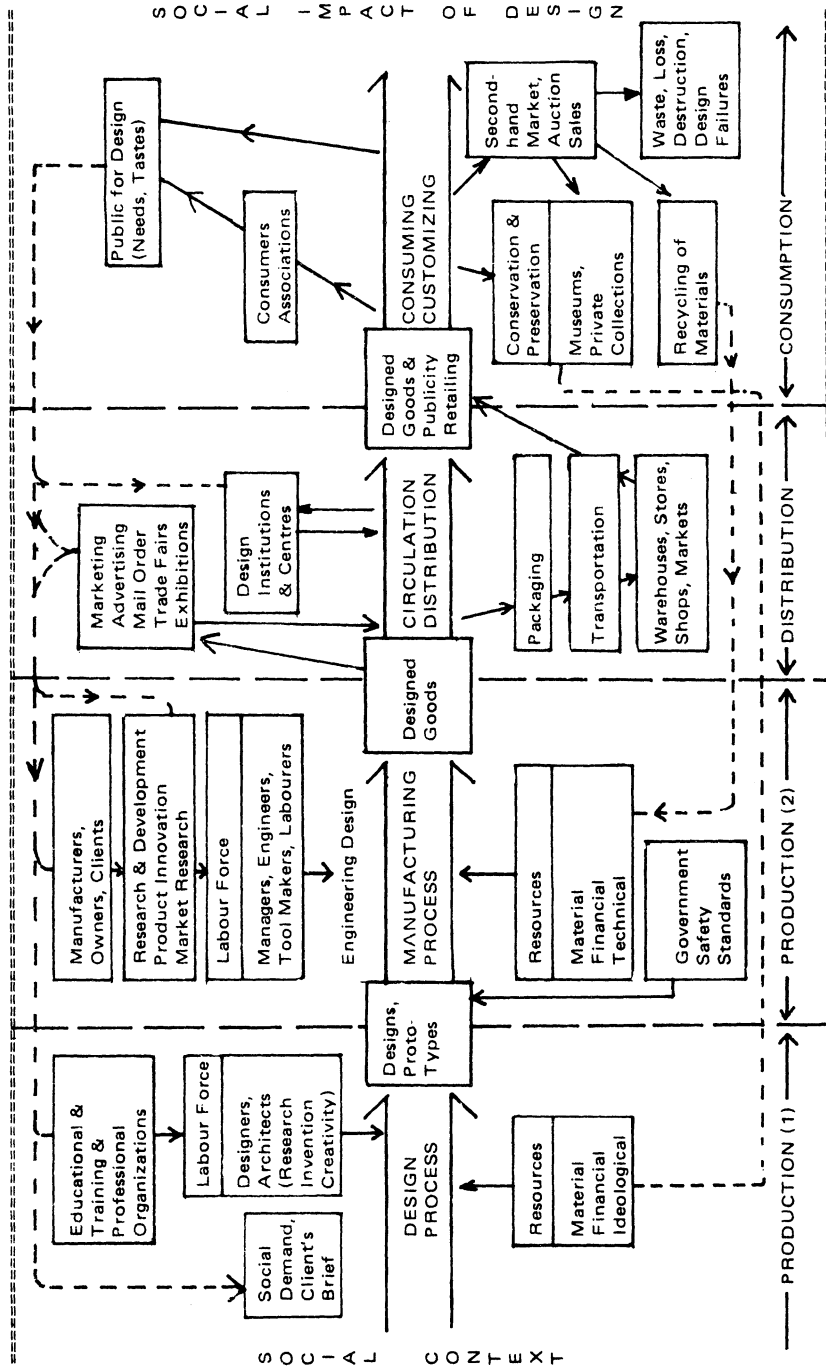 SOCIAL CONTEXT
Social
Demand,
Client's
Brief
Educational &
Training &
Professional
Organizations
Labour Force
Designers,
Architects
(Research
Invention
Creativity)
DESIGN
PROCESS
Resources
Material
Financial
Ideological
PRODUCTION (1)
Designs,
Proto-
Types
Manufacturers,
Owners, Clients
Research & Development
Product Innovation
Market Research
Labour Force
Managers, Engineers,
Tool Makers, Labourers
Engineering Design
MANUFACTURING
PROCESS
Resources
Material
Financial
Technical
Government
Safety
Standards
PRODUCTION (2)
Designed
Goods
Marketing
Advertising
Mail Order
Trade Fairs
Exhibitions
Design
Institutions
& Centres
CIRCULATION
DISTRIBUTION
Packaging
Transportation
Warehouses, Stores,
Shops, Markets
DISTRIBUTION
Designed
Goods &
Publicity
Retailing
Public for Design
(Needs, Tastes)
Consumers
Associations
CONSUMING
CUSTOMIZING
Conservation &
Preservation
Museums,
Private
Collections
Second-
hand
Market,
Auction
Sales
Recycling of
Materials
Waste, Loss,
Destruction,
Design
Failures
CONSUMPTION
SOCIAL IMPACT OF DESIGN